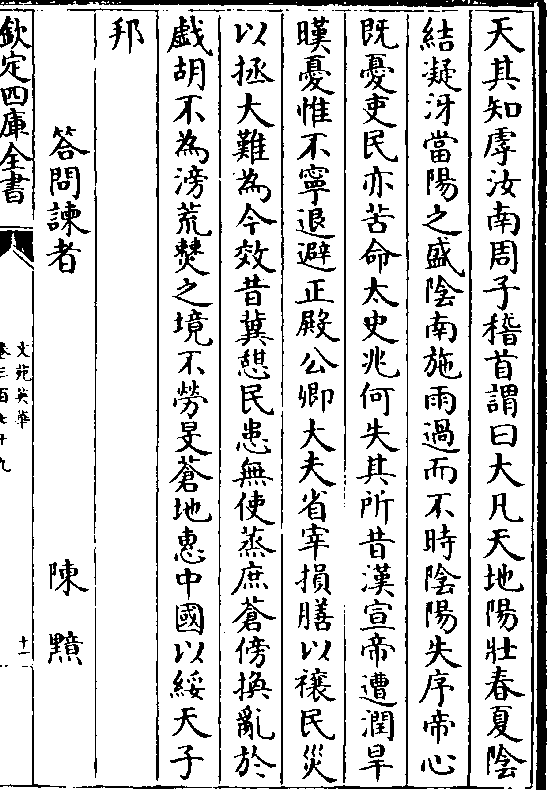 天其知虖汝南周子稽首謂曰大凡天地陽壯春夏陰
結凝冴當陽之盛陰南施雨過而不時陰陽失序帝心
既憂吏民亦苦命太史兆何失其所昔漢宣帝遭潤旱
暵憂惟不寧退避正殿公卿大夫省宰損膳以禳民災
以拯大難為今效昔冀憇民患無使蒸庶蒼傍換亂於
戯胡不為滂荒爕之境不勞旻蒼地惠中國以綏天子
邦
答問諫者 陳黯
欽定四庫全書
文苑英華
卷三百七十九
十一